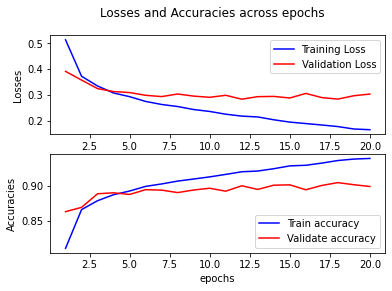 Losses and Accuracies across epochs
Losses
0.5
0.4
0.3
0.2
Training Loss
Validation Loss
2.5 5.0 7.5 10.0 12.5 15.0 17.5 20.0
Accuracies
0.90
0.85
Train accuracy
Validate accuracy
2.5 5.0 7.5 10.0 12.5 15.0 17.5 20.0
epochs